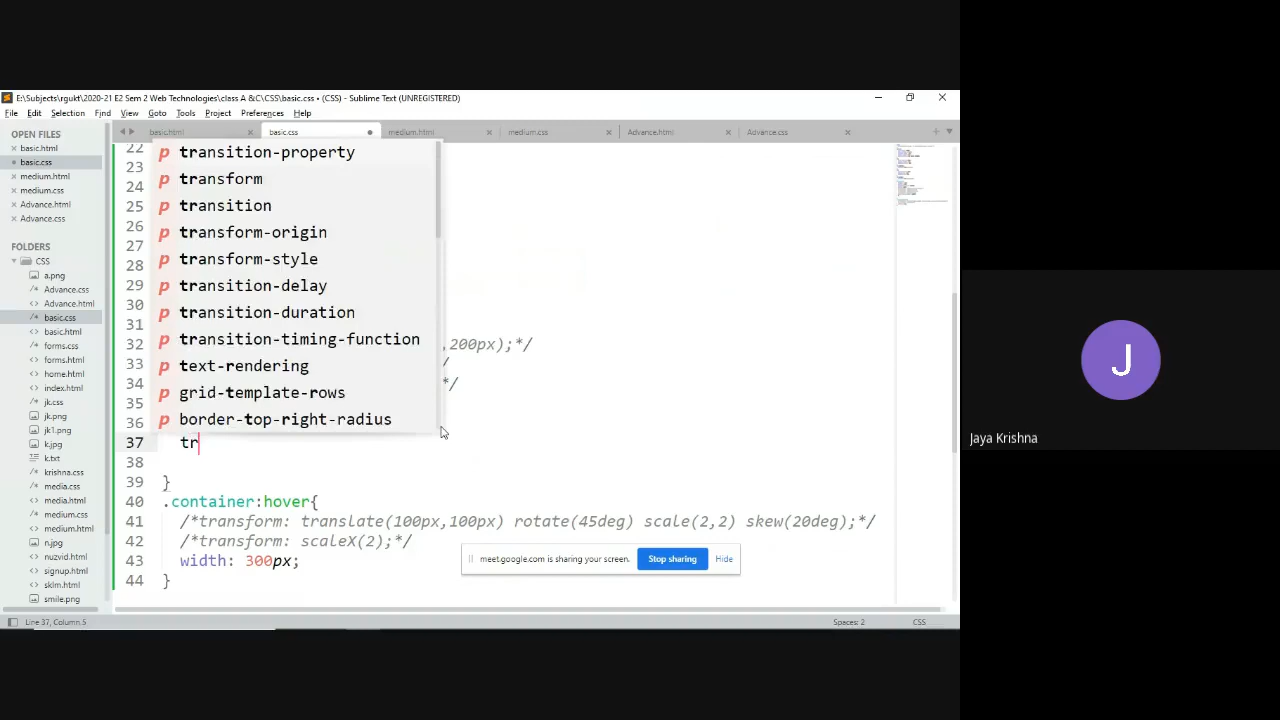 E:\Subjects\rgukt\2020-21 E2 Sem 2 Web Technologies\class A &C\CSS\basic.css • (CSS) - Sublime Text (UNREGISTERED)
File Edit Selection Find View Goto Tools Project Preferences Help
OPEN FILES
basic.html
basic.css
medium.html
medium.css
Advance.html
Advance.css
FOLDERS
CSS
a.png
Advance.css
Advance.html
basic.css
basic.html
forms.css
forms.html
home.html
index.html
jk.css
jk.png
jk1.png
k.jpg
k.txt
krishna.css
media.css
media.html
medium.css
medium.html
n.jpg
nuzvid.html
signup.html
sklm.html
smile.png
basic.html basic.css medium.html medium.css Advance.html Advance.css
22
23
24
25
26
27
28
29
30
31
32 ,200px);*/
33 /
34 */
35
36
37 tr
38
39 }
40 .container:hover{
41 /*transform: translate(100px,100px) rotate(45deg) scale(2,2) skew(20deg);*/
42 /*transform: scaleX(2);*/
43 width: 300px;
44 }
p transition-property
p transform
p transition
p transform-origin
p transform-style
p transition-delay
p transition-duration
p transition-timing-function
p text-rendering
p grid-template-rows
p border-top-right-radius
meet.google.com is sharing your screen. Stop sharing Hide
Line 37, Column 5 Spaces: 2 CSS
J
Jaya Krishna